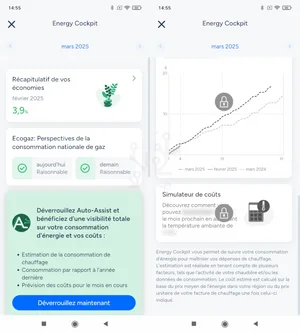 14:55
Energy Cockpit
mars 2025
Récapitulatif de vos
économies
février 2025
3,9%
Ecogaz: Perspectives de la
consommation nationale de gaz
aujourd'hui
Raisonnable
demain
Raisonnable
Déverrouillez Auto-Assist et
bénéficiez d'une visibilité totale
sur votre consommation
d'énergie et vos coûts :
• Estimation de la consommation de
chauffage
• Consommation par rapport à l'année
dernière
• Prévision des coûts pour le mois en cours
Déverrouillez maintenant
14:55
Energy Cockpit
mars 2025
mars 2025
février 2025
mars 2024
Simulateur de coûts
Découvrez comment
pouvez
le mois prochain en
la température ambiante
de
Energy Cockpit vous permet de suivre votre consommation
d'énergie pour maîtriser vos dépenses de chauffage.
L'estimation est réalisée en tenant compte de plusieurs
facteurs, tels que l'activité de votre chaudière et/ou les
données de consommation. Le coût estimé est calculé sur la
base du prix moyen de l'énergie dans votre région ou du prix
unitaire de votre facture de chauffage une fois celui-ci
indiqué.